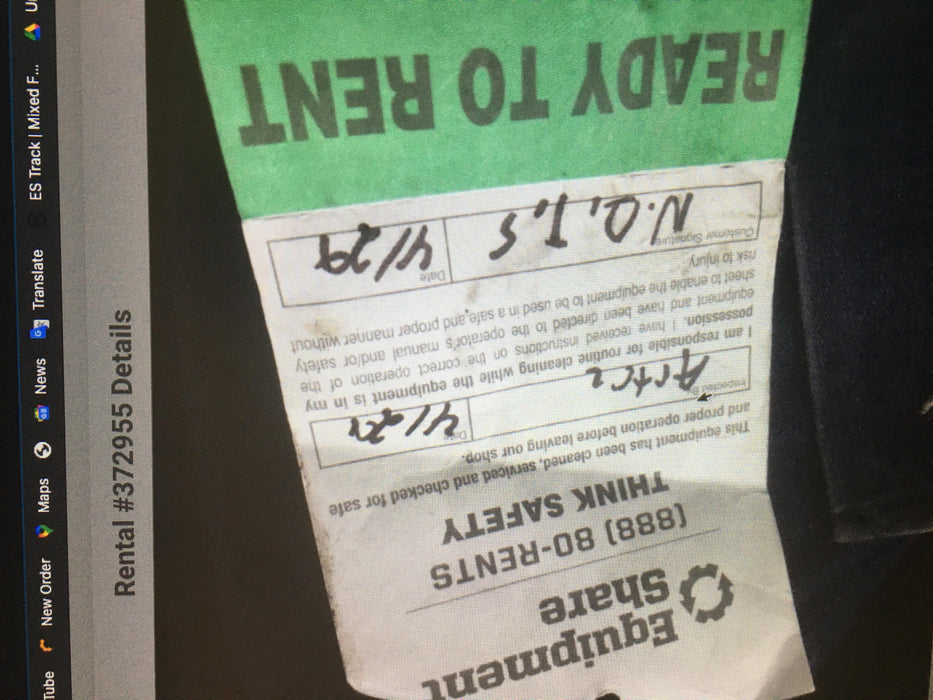 Tube New Order Maps News Translate ES Track | Mixed F... U
Rental #372955 Details
Equipment
Share
(888) 80-RENTS
THINK SAFETY
This equipment has been cleaned, serviced and checked for safe
and proper operation before leaving our shop.
Inspected By
Date
4/29
I am responsible for routine cleaning while the equipment is in my
possession. I have received instructions on the correct operation of the
equipment and have been directed to the operator's manual and/or safety
sheet to enable the equipment to be used in a safe and proper manner without
risk to injury.
Customer Signature
N.O.I.S
Date
4/29
READY TO RENT